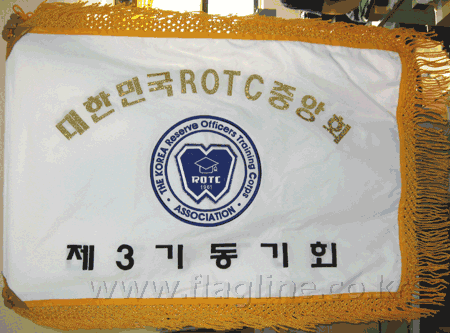 대한민국ROTC중앙회
THE KOREA Reserve Officers Training Corps
ROTC
1961
• ASSOCIATION •
제3기동기회
www.flagline.co.k